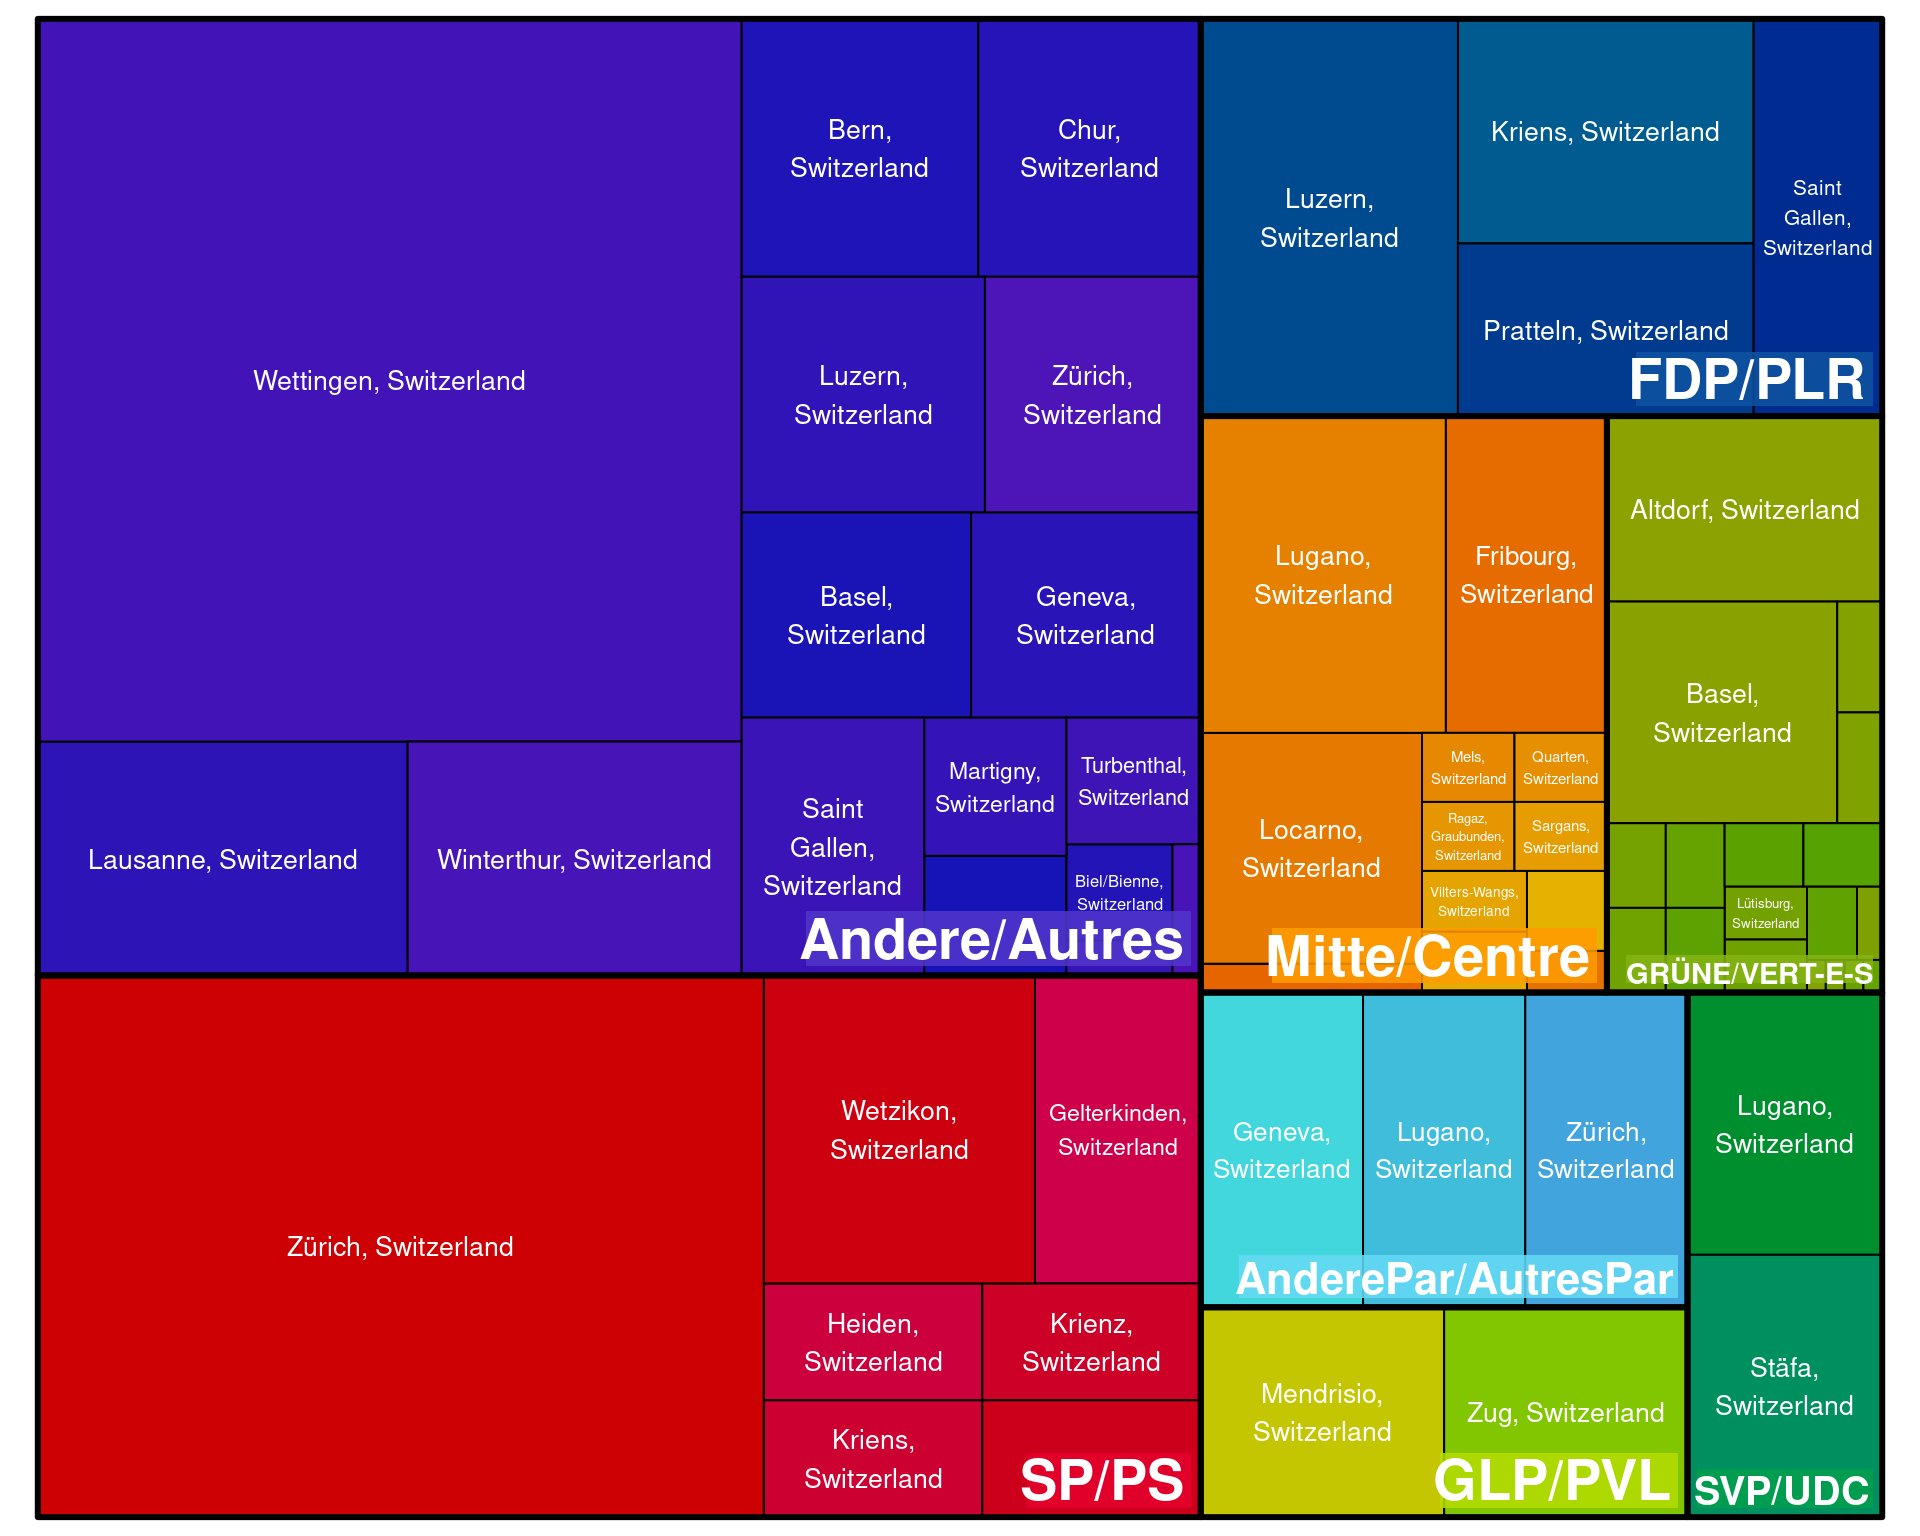 Wettingen, Switzerland
Lausanne, Switzerland
Winterthur, Switzerland
Bern,
Switzerland
Chur,
Switzerland
Luzern,
Switzerland
Zürich,
Switzerland
Basel,
Switzerland
Geneva,
Switzerland
Saint
Gallen,
Switzerland
Martigny,
Switzerland
Turbenthal,
Switzerland
Biel/Bienne,
Switzerland
Andere/Autres
Zürich, Switzerland
Wetzikon,
Switzerland
Gelterkinden,
Switzerland
Heiden,
Switzerland
Krienz,
Switzerland
Kriens,
Switzerland
SP/PS
Luzern,
Switzerland
Kriens, Switzerland
Pratteln, Switzerland
Saint
Gallen,
Switzerland
FDP/PLR
Lugano,
Switzerland
Fribourg,
Switzerland
Locarno,
Switzerland
Mels,
Switzerland
Quarten,
Switzerland
Ragaz,
Graubunden,
Switzerland
Sargans,
Switzerland
Vilters-Wangs,
Switzerland
Mitte/Centre
Altdorf, Switzerland
Basel,
Switzerland
Lütisburg,
Switzerland
GRÜNE/VERT-E-S
Geneva,
Switzerland
Lugano,
Switzerland
Zürich,
Switzerland
AnderePar/AutresPar
Mendrisio,
Switzerland
Zug, Switzerland
GLP/PVL
Lugano,
Switzerland
Stäfa,
Switzerland
SVP/UDC